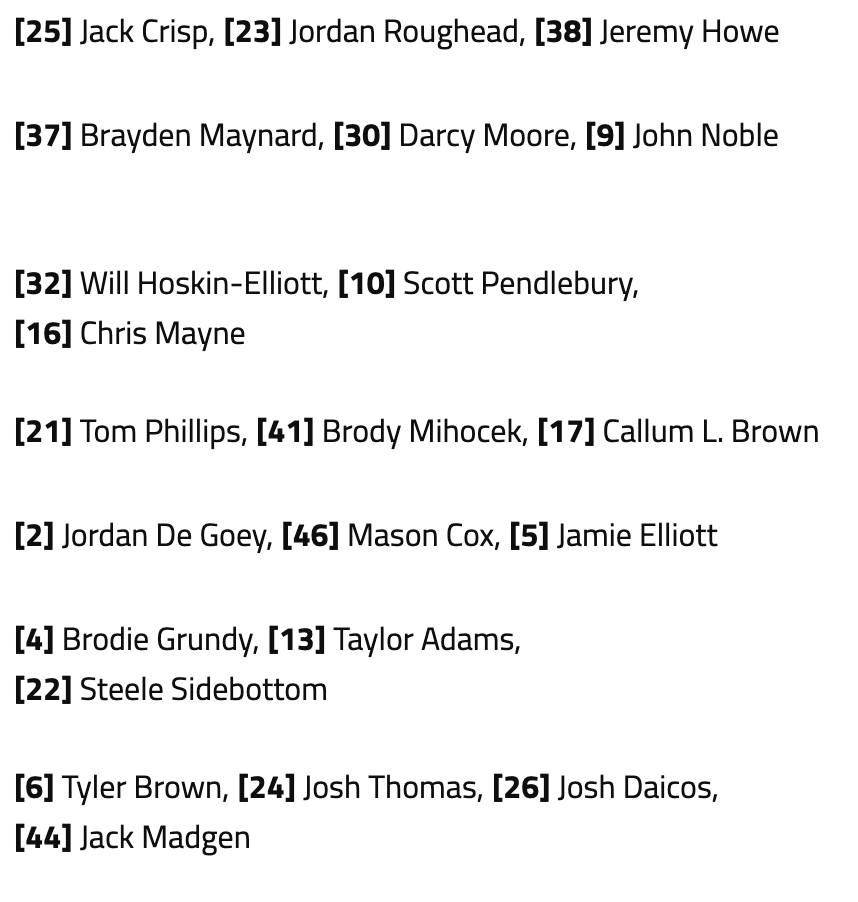 [25] Jack Crisp, [23] Jordan Roughead, [38] Jeremy Howe
[37] Brayden Maynard, [30] Darcy Moore, [9] John Noble
[32] Will Hoskin-Elliott, [10] Scott Pendlebury,
[16] Chris Mayne
[21] Tom Phillips, [41] Brody Mihocek, [17] Callum L. Brown
[2] Jordan De Goey, [46] Mason Cox, [5] Jamie Elliott
[4] Brodie Grundy, [13] Taylor Adams,
[22] Steele Sidebottom
[6] Tyler Brown, [24] Josh Thomas, [26] Josh Daicos,
[44] Jack Madgen